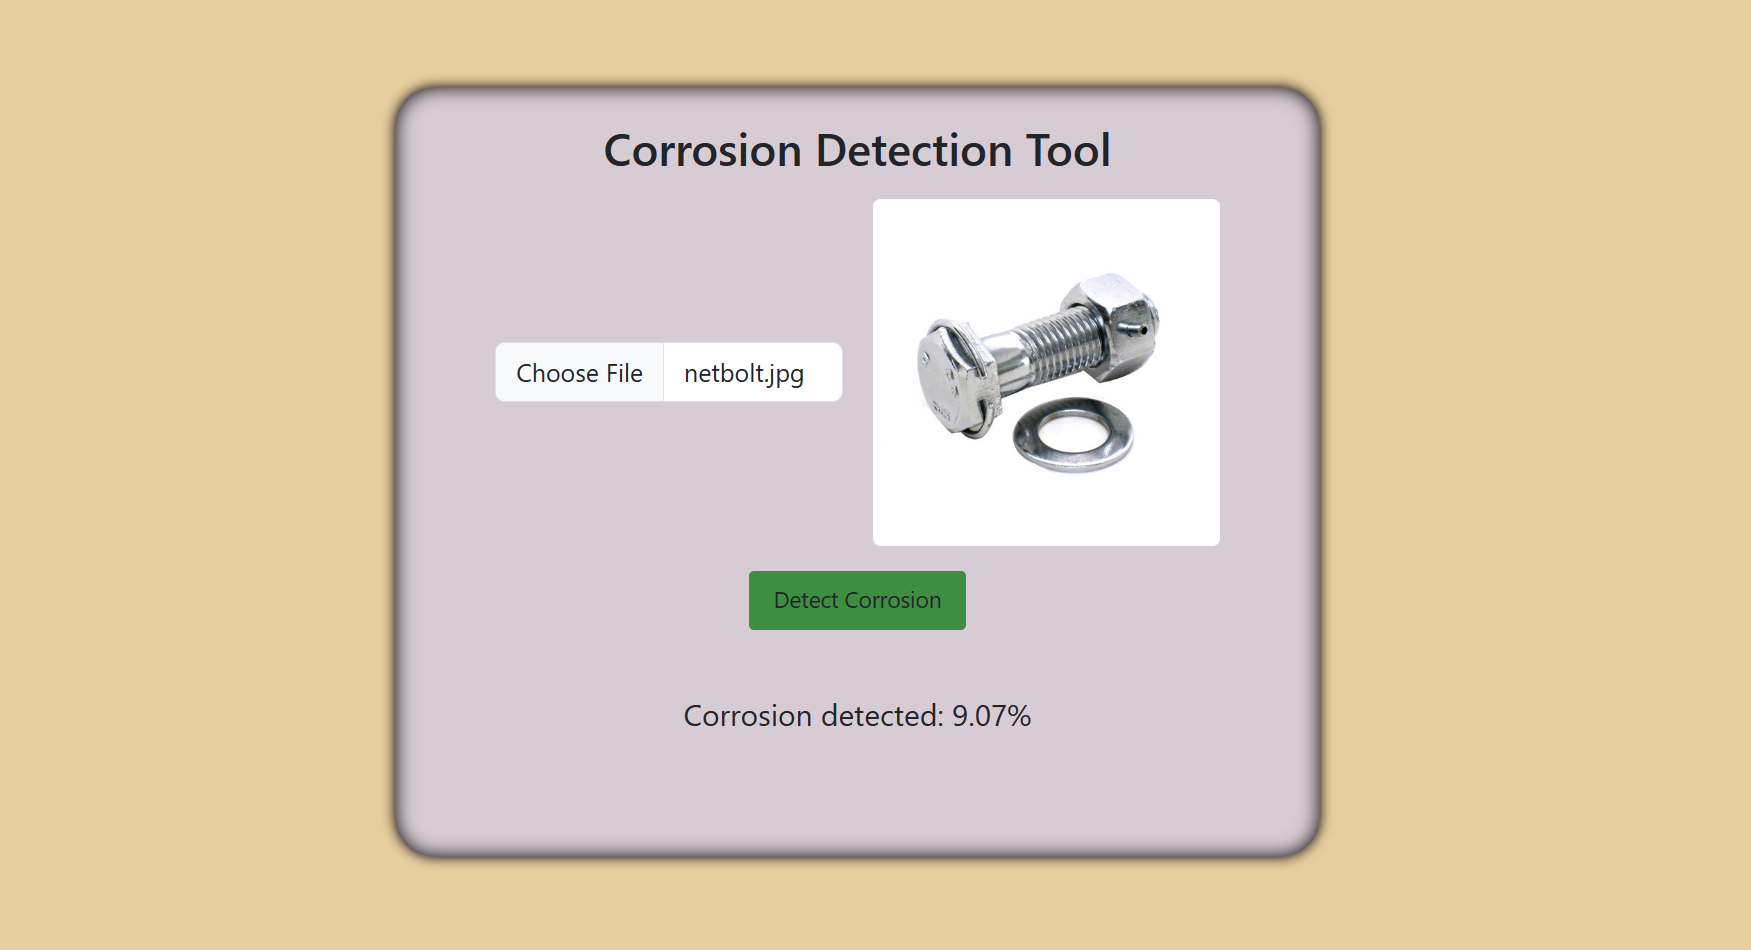 Corrosion Detection Tool
Choose File netbolt.jpg
Detect Corrosion
Corrosion detected: 9.07%